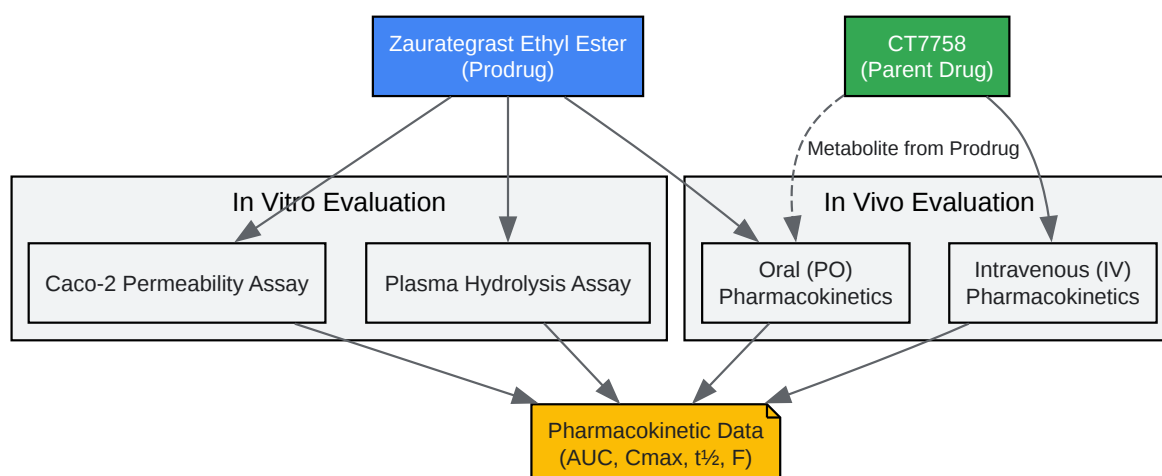 Zaurategrast Ethyl Ester
(Prodrug)
CT7758
(Parent Drug)
Metabolite from Prodrug
In Vitro Evaluation
In Vivo Evaluation
Caco-2 Permeability Assay
Plasma Hydrolysis Assay
Oral (PO)
Pharmacokinetics
Intravenous (IV)
Pharmacokinetics
Pharmacokinetic Data
(AUC, Cmax, t½, F)